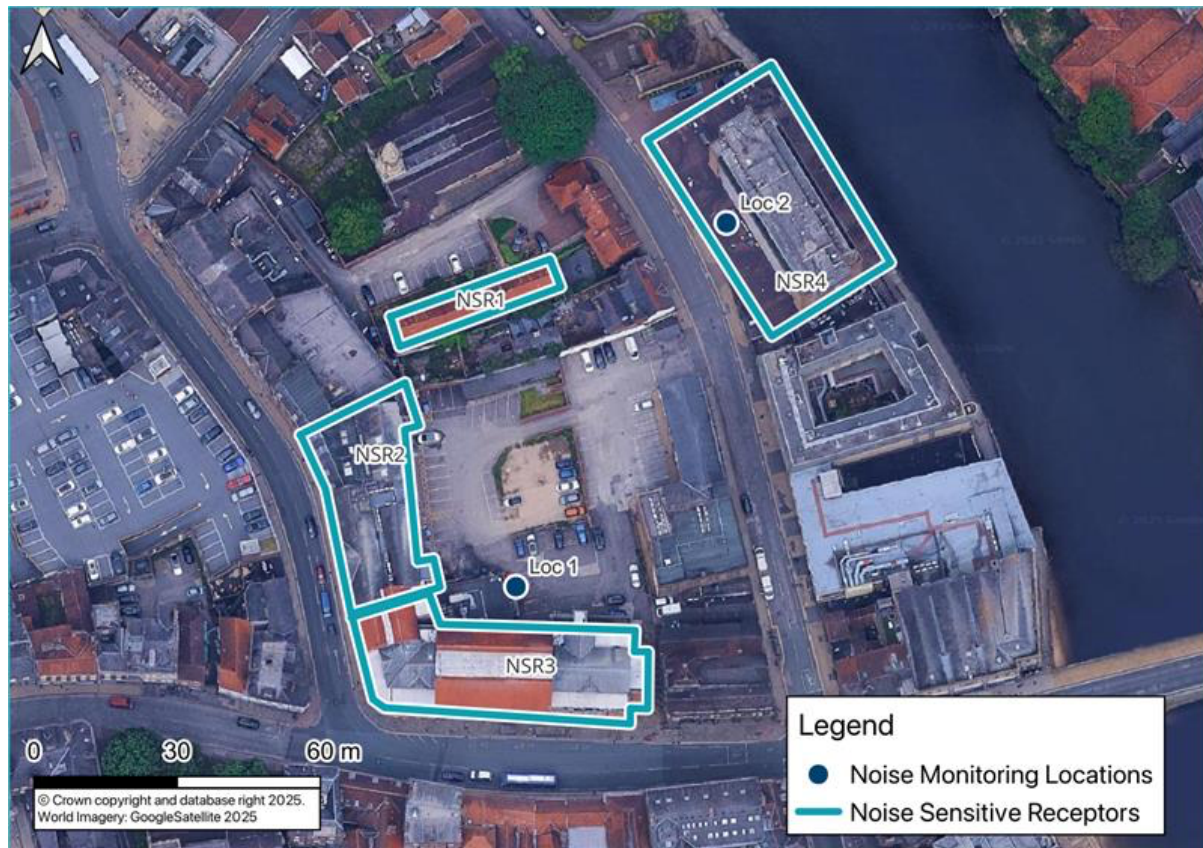 Loc 2
NSR4
NSR1
NSR2
Loc 1
NSR3
0 30 60 m
© Crown copyright and database right 2025.
World Imagery: GoogleSatellite 2025
Legend
Noise Monitoring Locations
Noise Sensitive Receptors